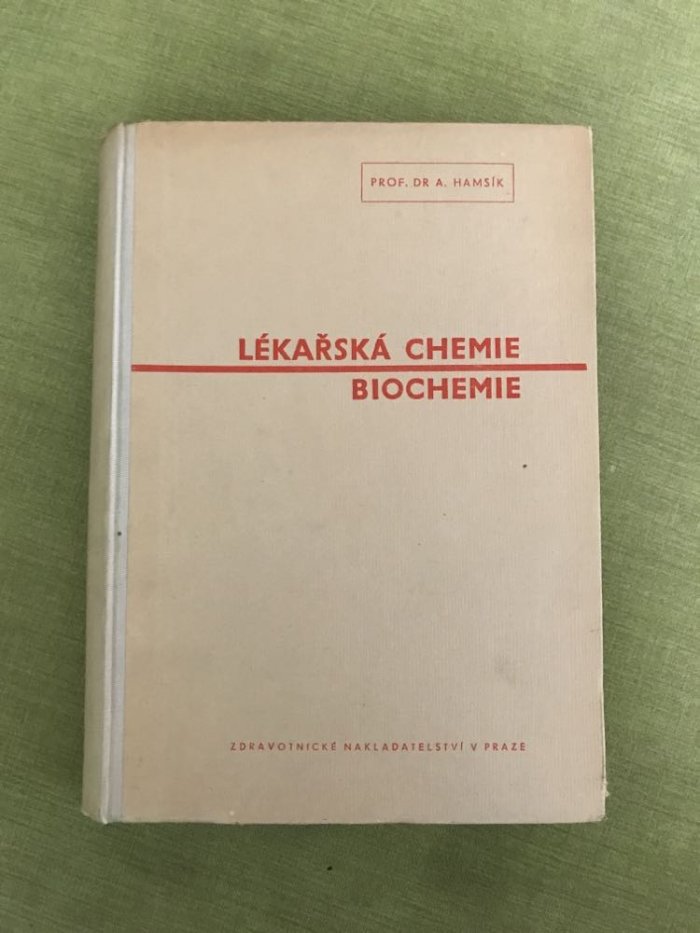 PROF. DR A. HAMSÍK
LÉKAŘSKÁ CHEMIE
BIOCHEMIE
ZDRAVOTNICKÉ NAKLADATELSTVÍ V PRAZE